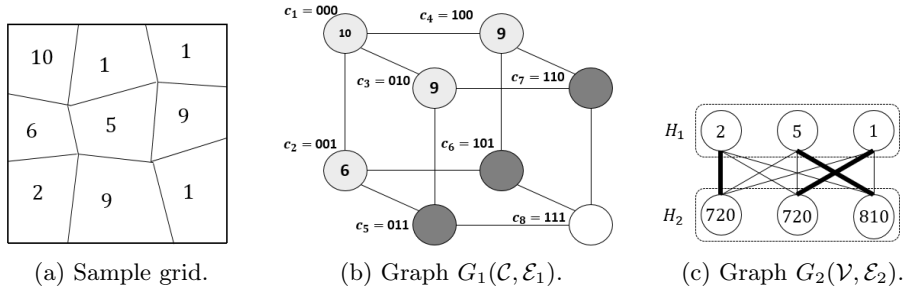 10 1 1
6 5 9
2 9 1
c₁ = 000 c₄ = 100
10 9
c₃ = 010 c₇ = 110
9
c₂ = 001 c₆ = 101
6
c₅ = 011 c₈ = 111
H₁ 2 5 1
H₂ 720 720 810
(a) Sample grid. (b) Graph G₁(𝒞, ℰ₁). (c) Graph G₂(𝒱, ℰ₂).